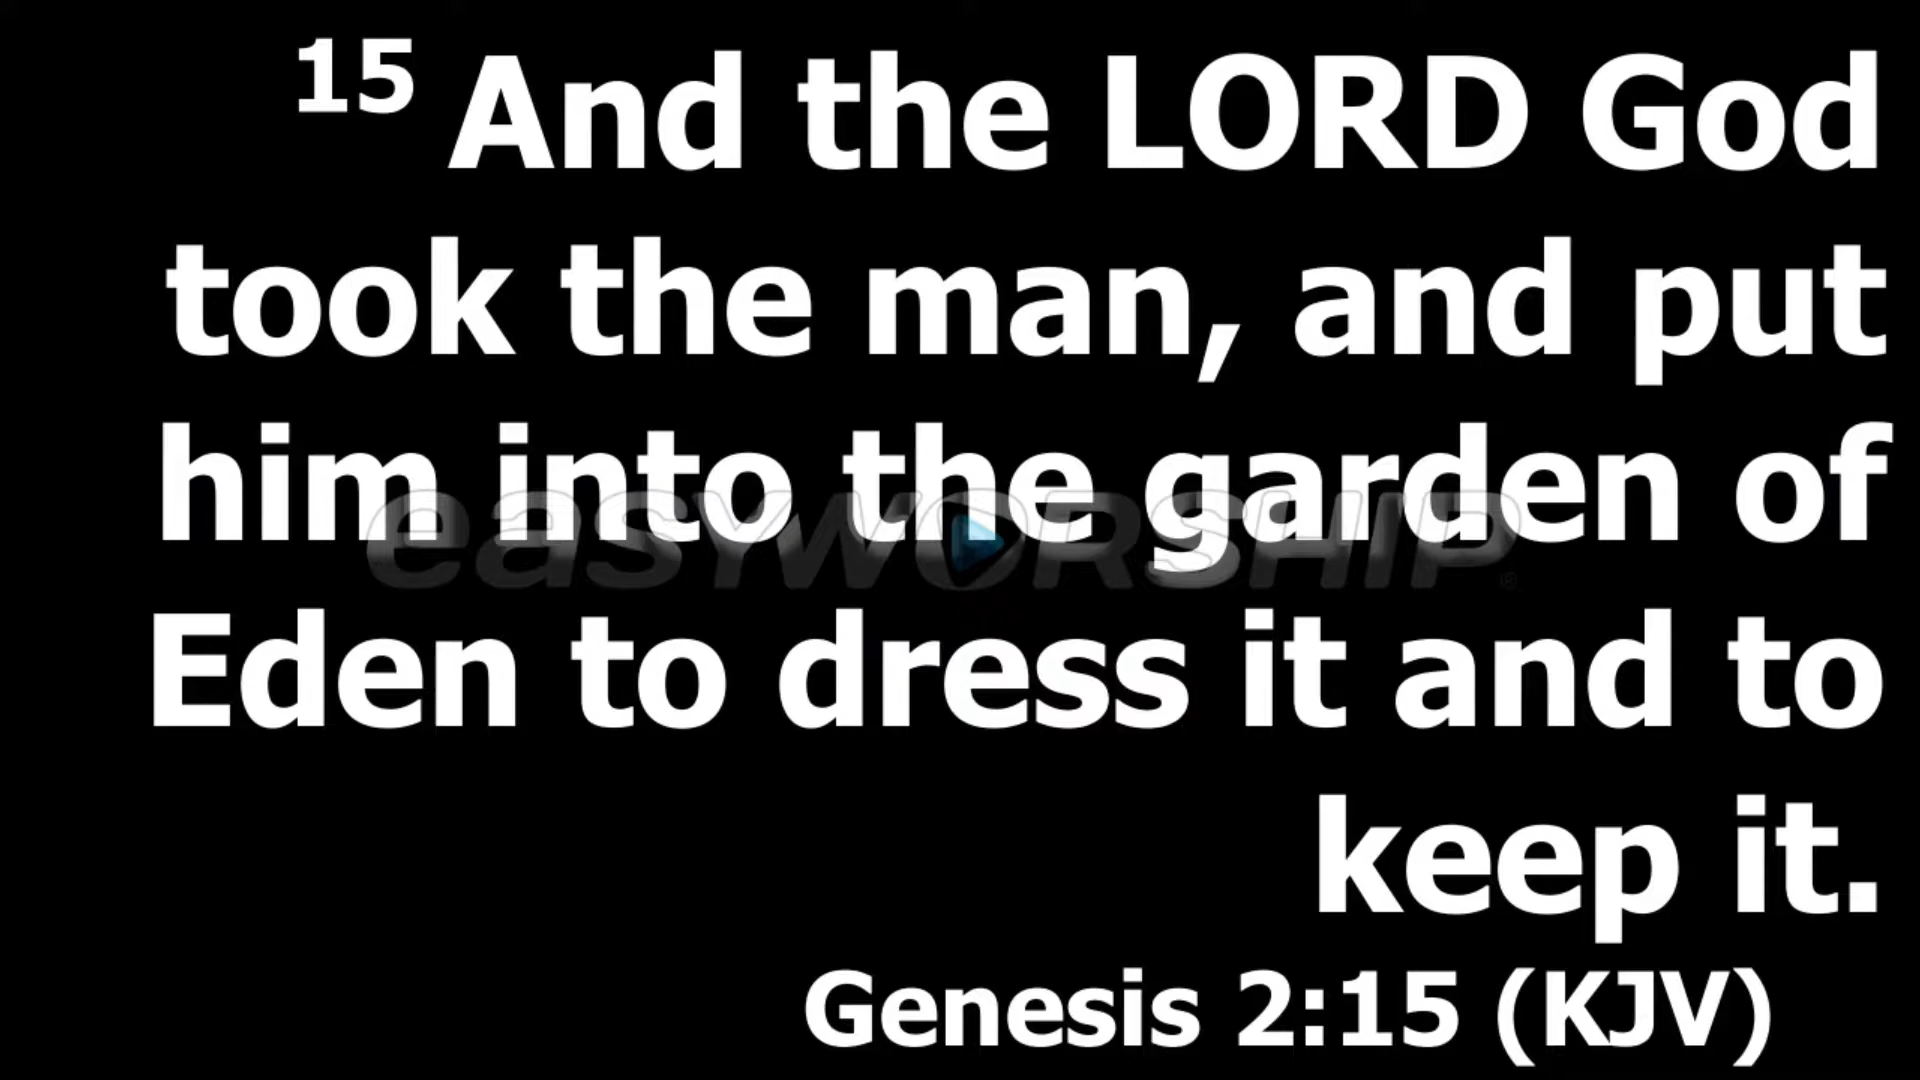 15 And the LORD God
took the man, and put
him into the garden of
easyWORSHIP®
Eden to dress it and to
keep it.
Genesis 2:15 (KJV)